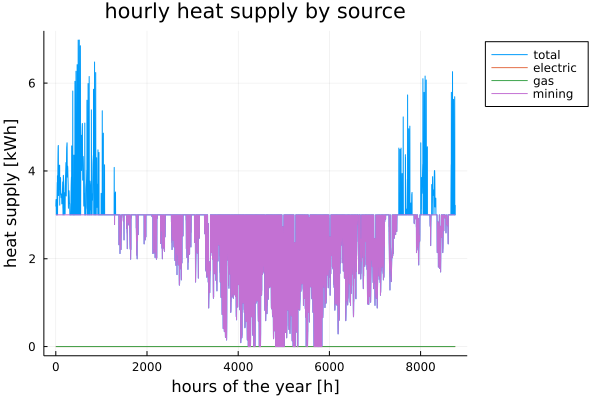 hourly heat supply by source
heat supply [kWh]
6
4
2
0
0 2000 4000 6000 8000
hours of the year [h]
total
electric
gas
mining